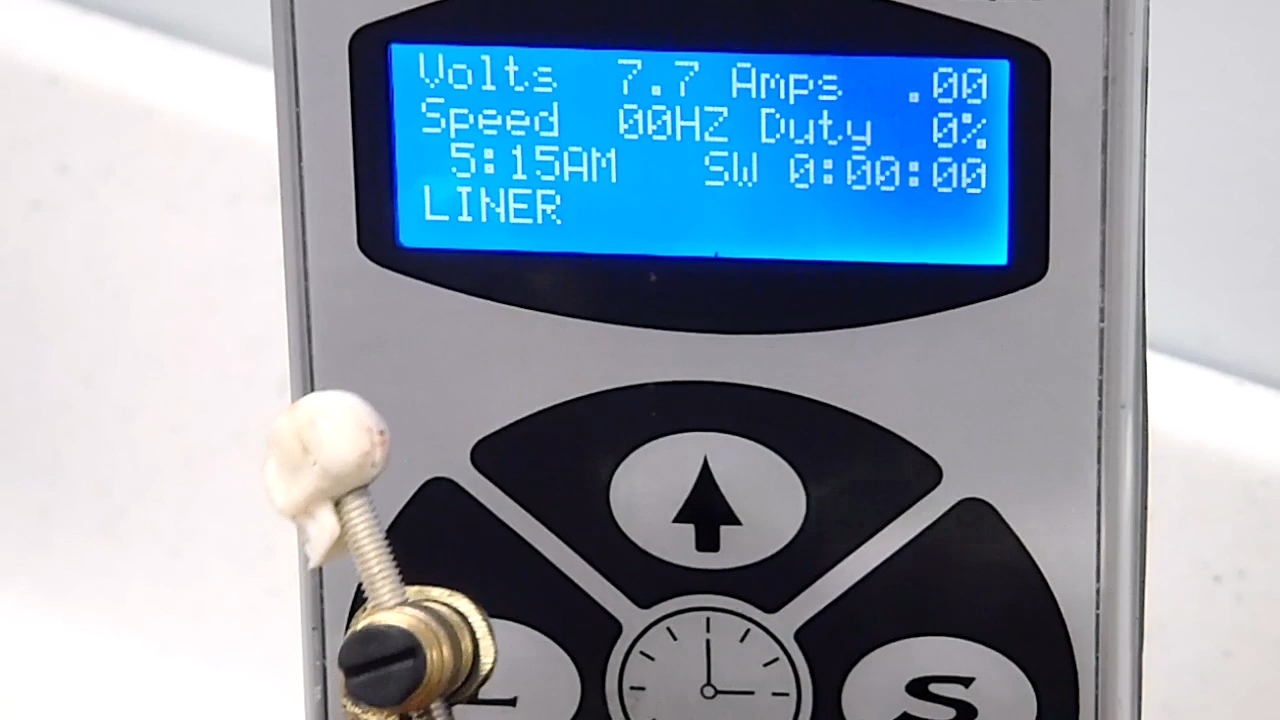 Volts 7.7 Amps .00
Speed 00HZ Duty 0%
5:15AM SW 0:00:00
LINER
S